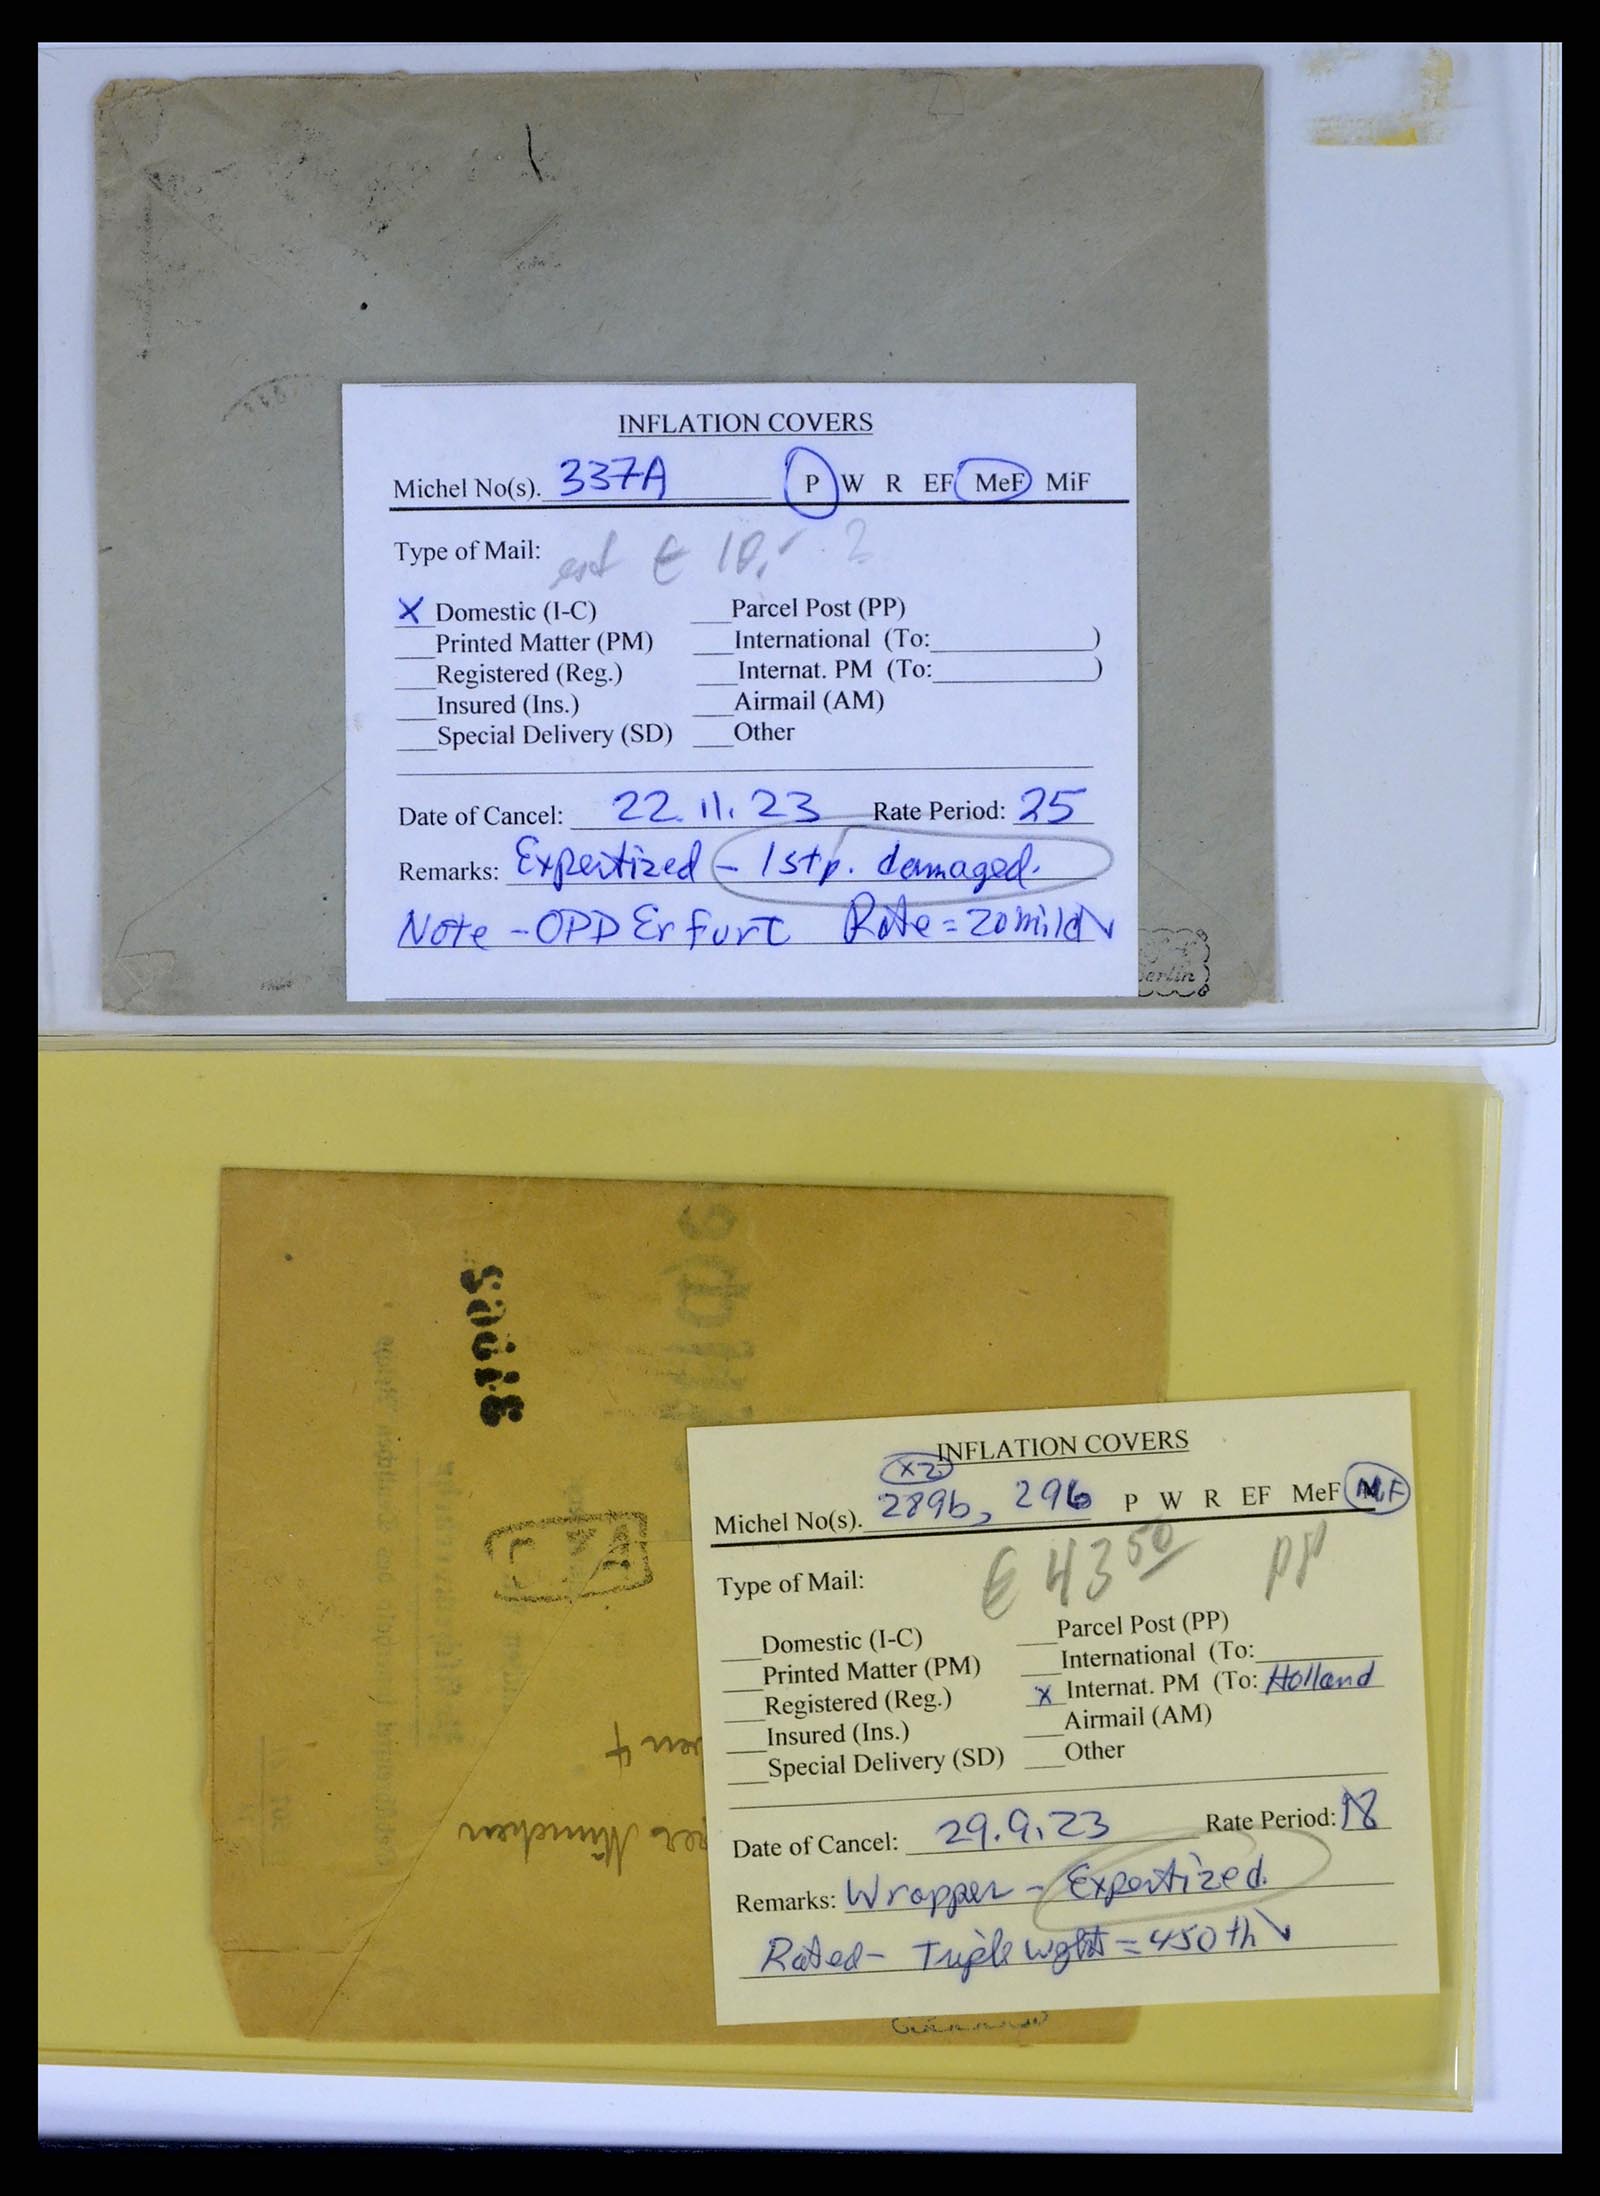 INFLATION COVERS
Michel No(s). 337A P W R EF MeF MiF
Type of Mail: € 10,- ?
X Domestic (I-C) Parcel Post (PP)
Printed Matter (PM) International (To: )
Registered (Reg.) Internat. PM (To: )
Insured (Ins.) Airmail (AM)
Special Delivery (SD) Other
Date of Cancel: 22.11.23 Rate Period: 25
Remarks: Expertized - 1 stp. damaged.
Note - OPD Erfurt Rate = 20 mild
erlin
INFLATION COVERS
x2
Michel No(s). 289b, 296 P W R EF MeF MiF
Type of Mail: € 43 50
Domestic (I-C) Parcel Post (PP)
Printed Matter (PM) International (To:
Registered (Reg.) X Internat. PM (To: Holland
Insured (Ins.) Airmail (AM)
Special Delivery (SD) Other
Date of Cancel: 29.9.23 Rate Period: 18
Remarks: Wrapper - Expertized.
Rated - Triple wght = 450 th
München